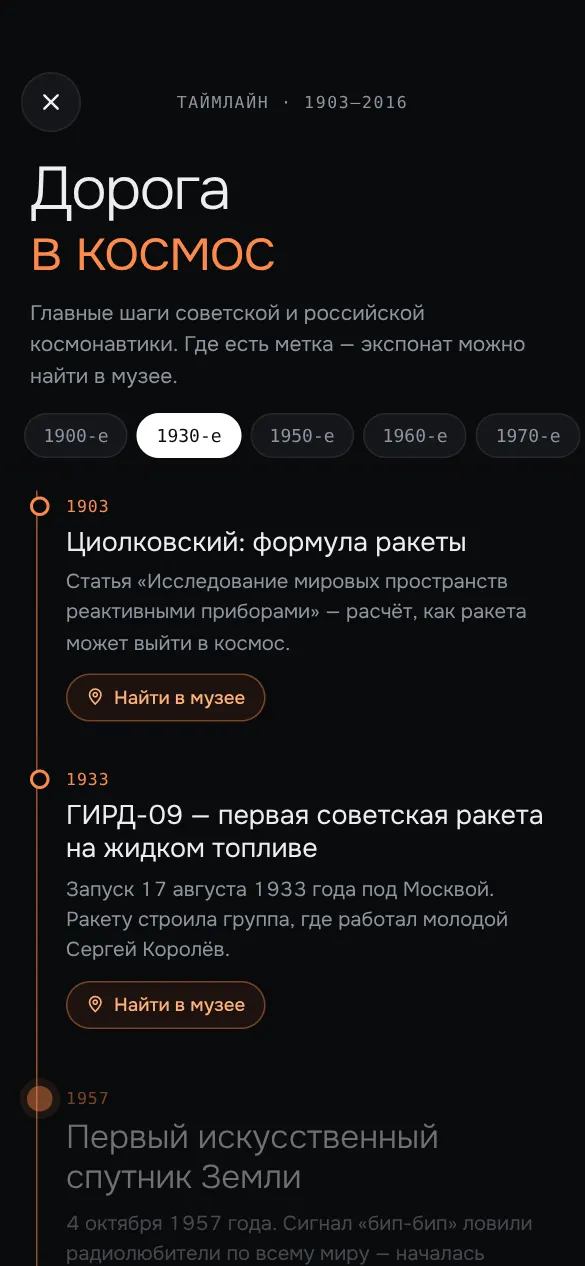 ТАЙМЛАЙН · 1903—2016
Дорога
в космос
Главные шаги советской и российской
космонавтики. Где есть метка — экспонат можно
найти в музее.
1900-е 1930-е 1950-е 1960-е 1970-е
1903
Циолковский: формула ракеты
Статья «Исследование мировых пространств
реактивными приборами» — расчёт, как ракета
может выйти в космос.
Найти в музее
1933
ГИРД-09 — первая советская ракета
на жидком топливе
Запуск 17 августа 1933 года под Москвой.
Ракету строила группа, где работал молодой
Сергей Королёв.
Найти в музее
1957
Первый искусственный
спутник Земли
4 октября 1957 года. Сигнал «бип-бип» ловили
радиолюбители по всему миру — началась